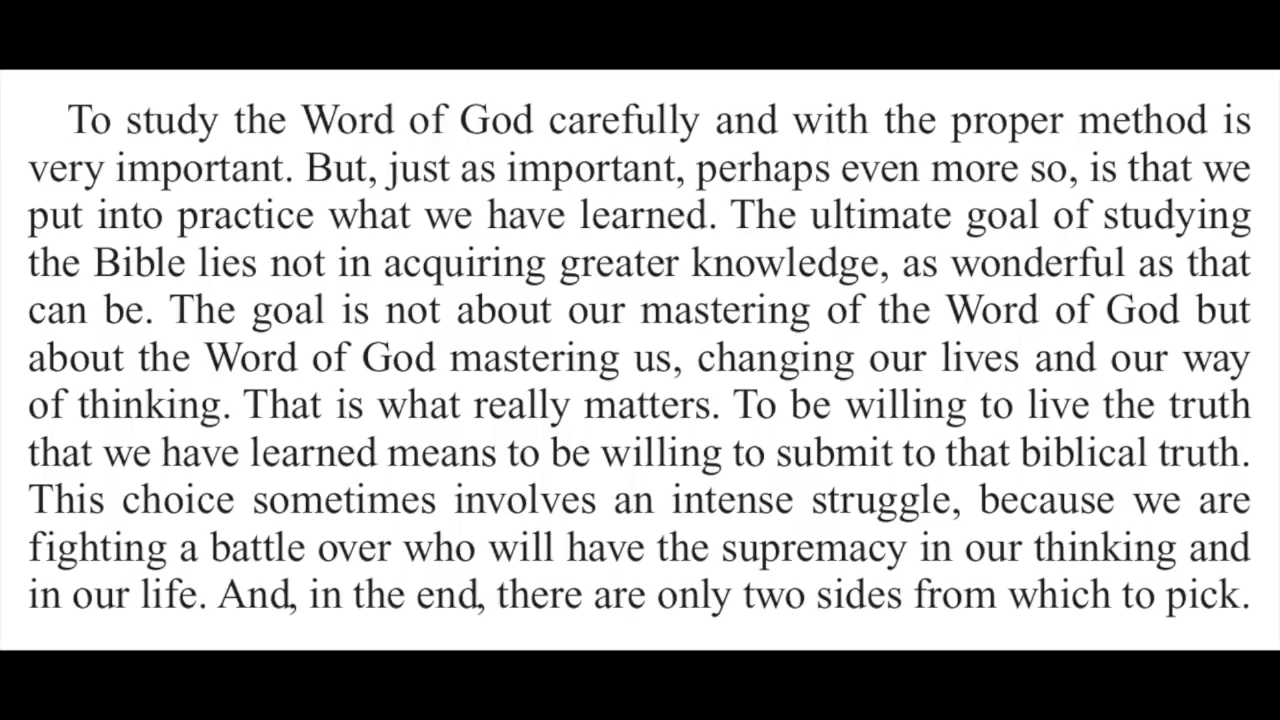 To study the Word of God carefully and with the proper method is
very important. But, just as important, perhaps even more so, is that we
put into practice what we have learned. The ultimate goal of studying
the Bible lies not in acquiring greater knowledge, as wonderful as that
can be. The goal is not about our mastering of the Word of God but
about the Word of God mastering us, changing our lives and our way
of thinking. That is what really matters. To be willing to live the truth
that we have learned means to be willing to submit to that biblical truth.
This choice sometimes involves an intense struggle, because we are
fighting a battle over who will have the supremacy in our thinking and
in our life. And, in the end, there are only two sides from which to pick.